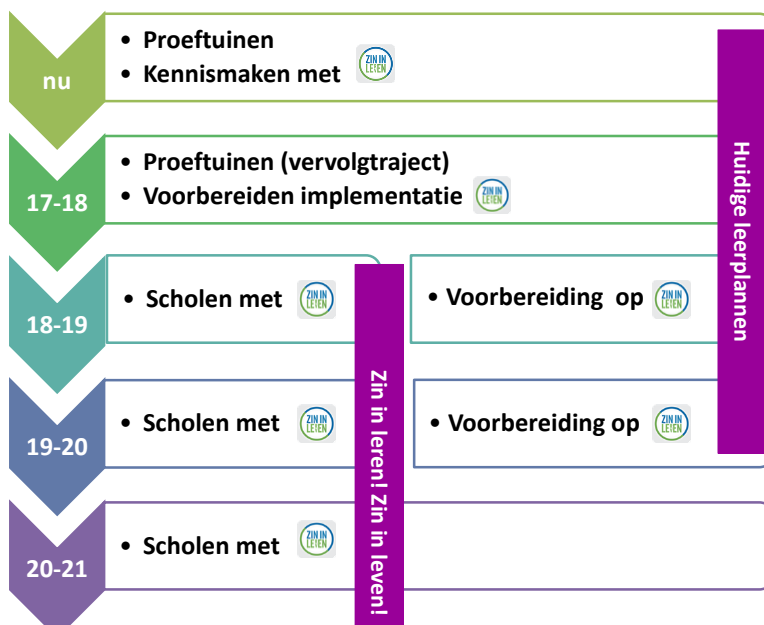 nu
• Proeftuinen
• Kennismaken met ZIN IN LEREN
17-18
• Proeftuinen (vervolgtraject)
• Voorbereiden implementatie ZIN IN LEREN
18-19
• Scholen met ZIN IN LEREN
• Voorbereiding op ZIN IN LEREN
19-20
• Scholen met ZIN IN LEREN
• Voorbereiding op ZIN IN LEREN
20-21
• Scholen met ZIN IN LEREN
Zin in leren! Zin in leven!
Huidige leerplannen